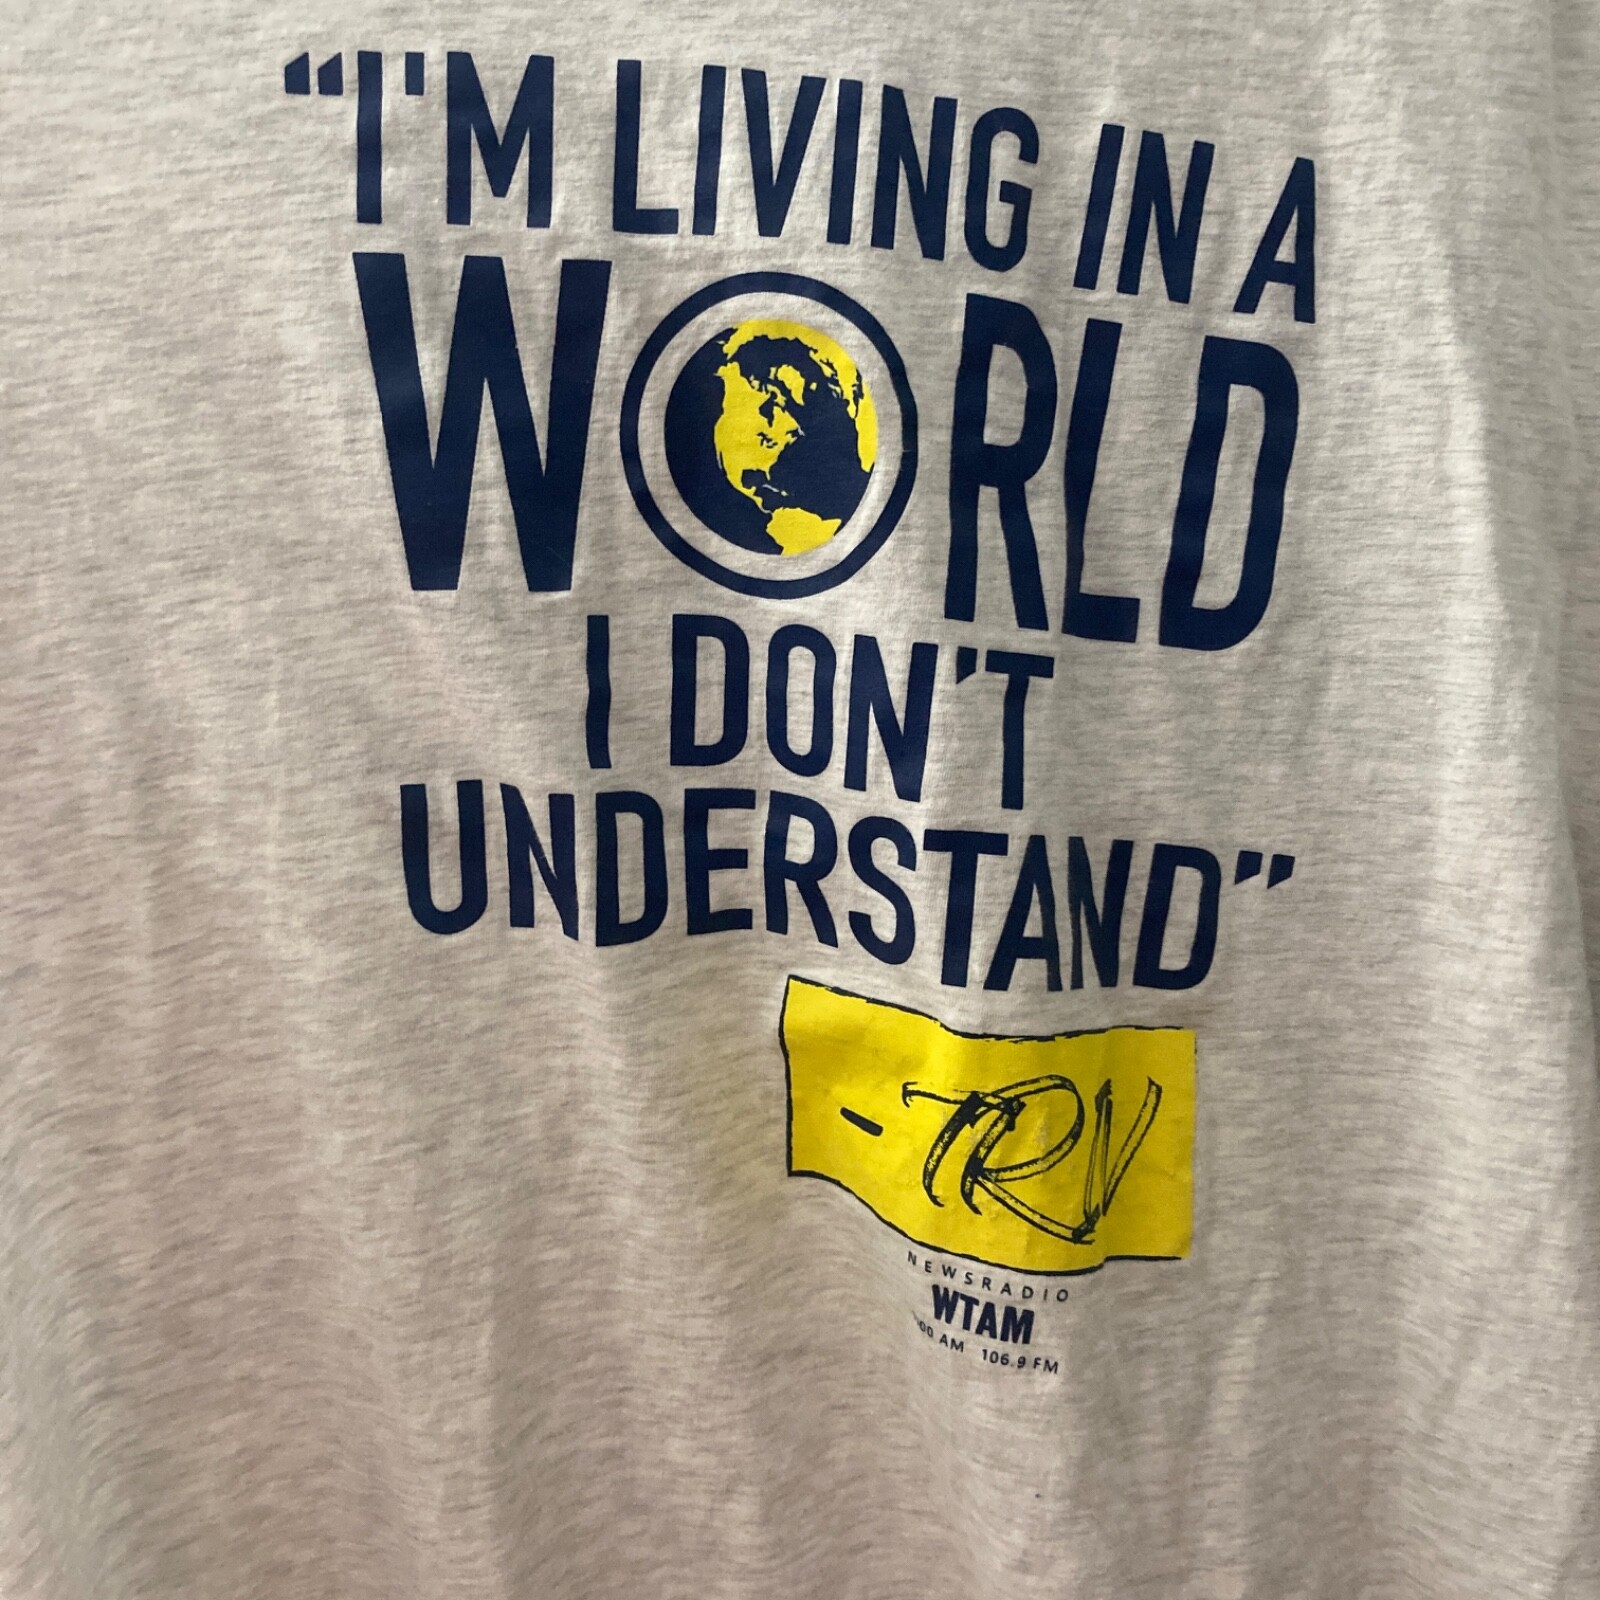 “I'M LIVING IN A
WORLD
I DON'T
UNDERSTAND”
- TRV
NEWSRADIO
WTAM
AM 106.9 FM